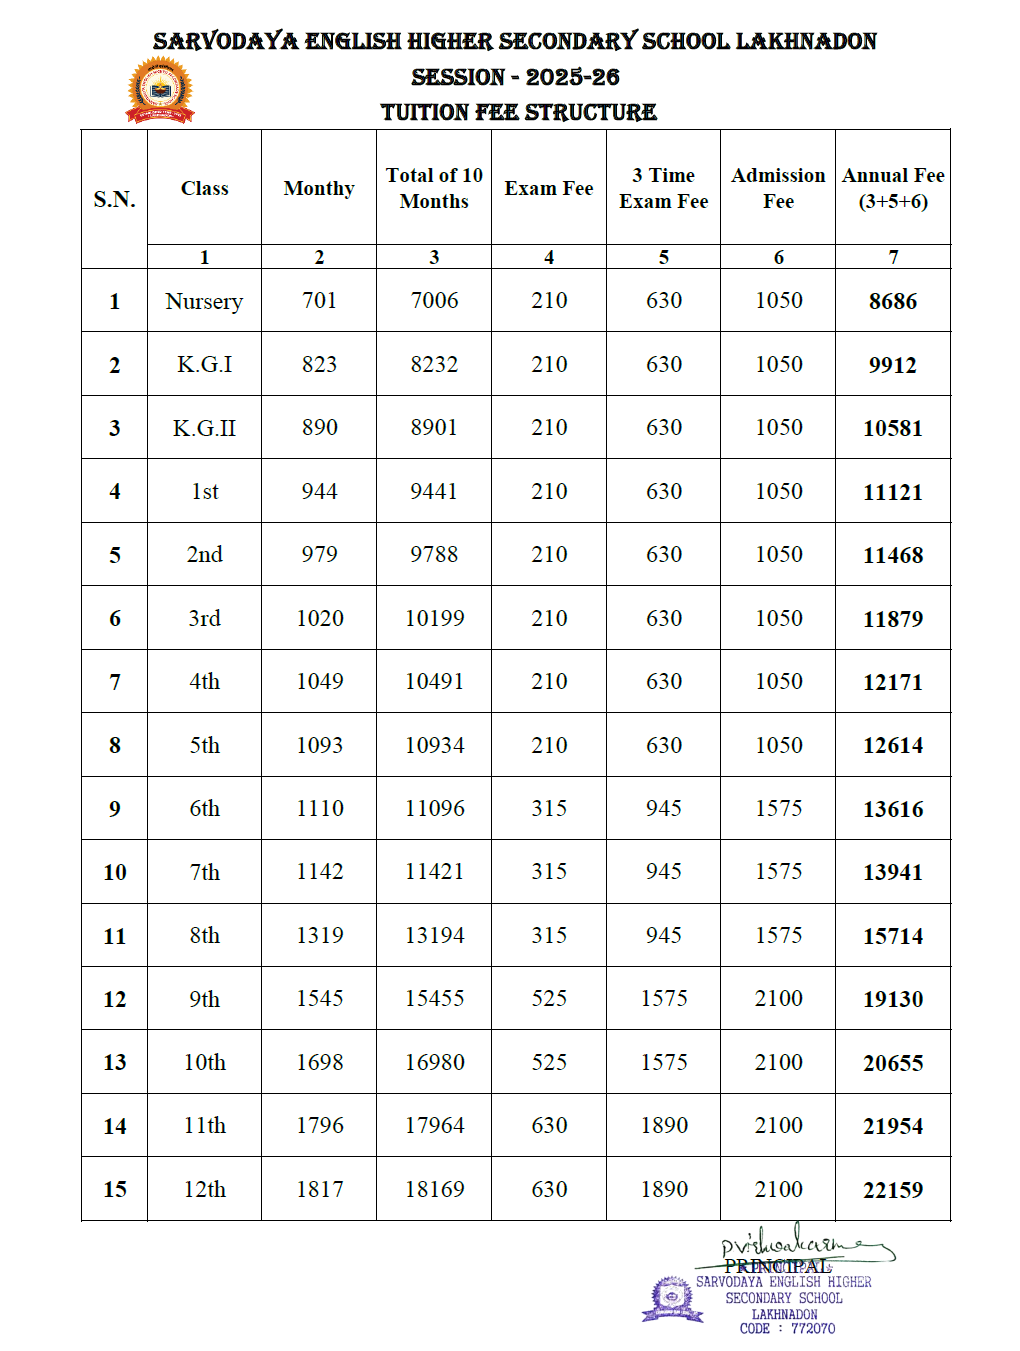 SARVODAYA ENGLISH HIGHER SECONDARY SCHOOL LAKHNADON
SESSION - 2025-26
TUITION FEE STRUCTURE
S.N. Class Monthy Total of 10 Months Exam Fee 3 Time Exam Fee Admission Fee Annual Fee (3+5+6)
1 2 3 4 5 6 7
1 Nursery 701 7006 210 630 1050 8686
2 K.G.I 823 8232 210 630 1050 9912
3 K.G.II 890 8901 210 630 1050 10581
4 1st 944 9441 210 630 1050 11121
5 2nd 979 9788 210 630 1050 11468
6 3rd 1020 10199 210 630 1050 11879
7 4th 1049 10491 210 630 1050 12171
8 5th 1093 10934 210 630 1050 12614
9 6th 1110 11096 315 945 1575 13616
10 7th 1142 11421 315 945 1575 13941
11 8th 1319 13194 315 945 1575 15714
12 9th 1545 15455 525 1575 2100 19130
13 10th 1698 16980 525 1575 2100 20655
14 11th 1796 17964 630 1890 2100 21954
15 12th 1817 18169 630 1890 2100 22159
PRINCIPAL
SARVODAYA ENGLISH HIGHER
SECONDARY SCHOOL
LAKHNADON
CODE : 772070